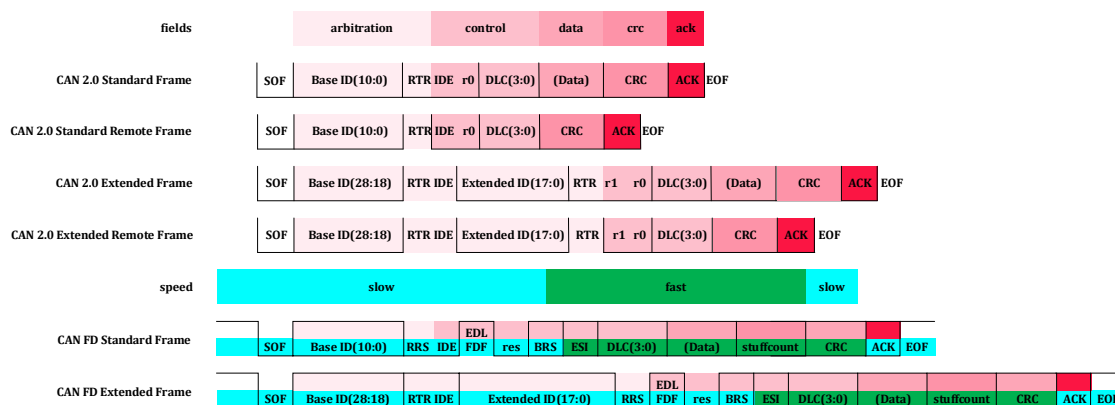 fields arbitration control data crc ack
CAN 2.0 Standard Frame SOF Base ID(10:0) RTR IDE r0 DLC(3:0) (Data) CRC ACK EOF
CAN 2.0 Standard Remote Frame SOF Base ID(10:0) RTR IDE r0 DLC(3:0) CRC ACK EOF
CAN 2.0 Extended Frame SOF Base ID(28:18) RTR IDE Extended ID(17:0) RTR r1 r0 DLC(3:0) (Data) CRC ACK EOF
CAN 2.0 Extended Remote Frame SOF Base ID(28:18) RTR IDE Extended ID(17:0) RTR r1 r0 DLC(3:0) CRC ACK EOF
speed slow fast slow
EDL
CAN FD Standard Frame SOF Base ID(10:0) RRS IDE FDF res BRS ESI DLC(3:0) (Data) stuffcount CRC ACK EOF
EDL
CAN FD Extended Frame SOF Base ID(28:18) RTR IDE Extended ID(17:0) RRS FDF res BRS ESI DLC(3:0) (Data) stuffcount CRC ACK EOF